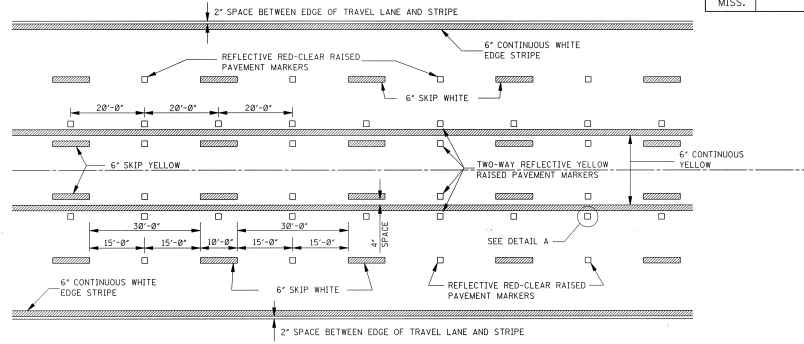 MISS.
2" SPACE BETWEEN EDGE OF TRAVEL LANE AND STRIPE
6" CONTINUOUS WHITE
EDGE STRIPE
REFLECTIVE RED-CLEAR RAISED
PAVEMENT MARKERS
6" SKIP WHITE
20'-0" 20'-0" 20'-0"
6" SKIP YELLOW
TWO-WAY REFLECTIVE YELLOW
RAISED PAVEMENT MARKERS
6" CONTINUOUS
YELLOW
30'-0" 30'-0"
15'-0" 15'-0" 10'-0" 15'-0" 15'-0"
4"
SPACE
SEE DETAIL A
6" CONTINUOUS WHITE
EDGE STRIPE
6" SKIP WHITE
REFLECTIVE RED-CLEAR RAISED
PAVEMENT MARKERS
2" SPACE BETWEEN EDGE OF TRAVEL LANE AND STRIPE